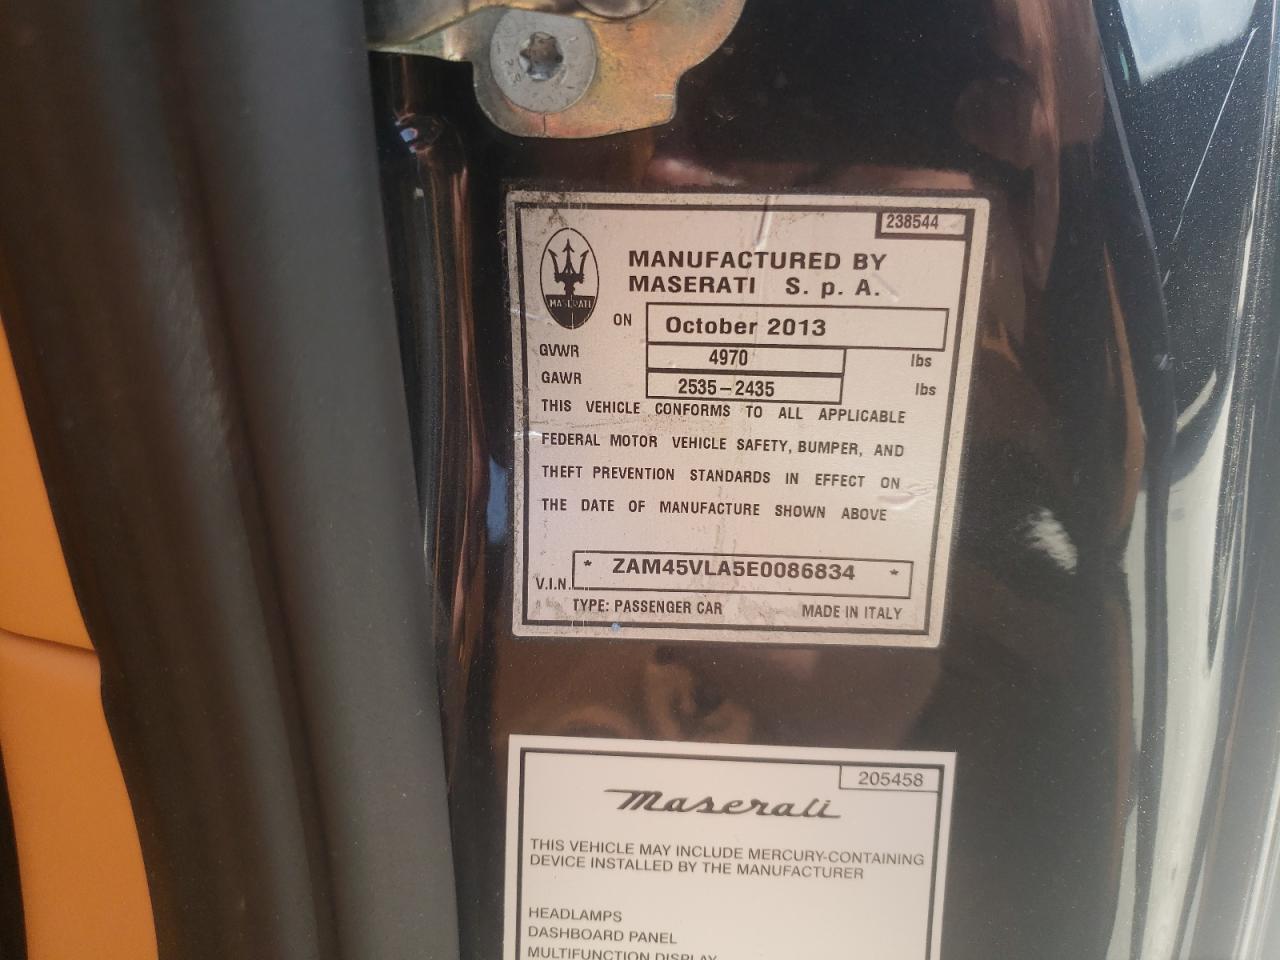 238544
MASERATI
MANUFACTURED BY
MASERATI S. p. A.
ON October 2013
GVWR 4970 lbs
GAWR 2535-2435 lbs
THIS VEHICLE CONFORMS TO ALL APPLICABLE
FEDERAL MOTOR VEHICLE SAFETY, BUMPER, AND
THEFT PREVENTION STANDARDS IN EFFECT ON
THE DATE OF MANUFACTURE SHOWN ABOVE
V.I.N. * ZAM45VLA5E0086834 *
TYPE: PASSENGER CAR MADE IN ITALY
205458
Maserati
THIS VEHICLE MAY INCLUDE MERCURY-CONTAINING
DEVICE INSTALLED BY THE MANUFACTURER
HEADLAMPS
DASHBOARD PANEL
MULTIFUNCTION DISPLAY